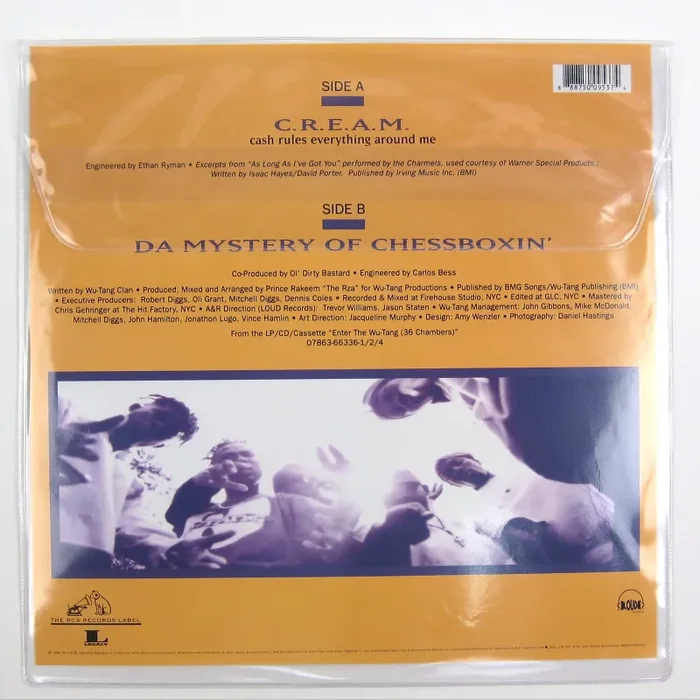 SIDE A
8 88750 09537 4
C.R.E.A.M.
cash rules everything around me
Engineered by Ethan Ryman • Excerpts from "As Long As I've Got You" performed by the Charmels, used courtesy of Warner Special Products.;
Written by Isaac Hayes/David Porter. Published by Irving Music Inc. (BMI)
SIDE B
DA MYSTERY OF CHESSBOXIN'
Co-Produced by Ol' Dirty Bastard • Engineered by Carlos Bess
Written by Wu-Tang Clan • Produced, Mixed and Arranged by Prince Rakeem "The Rza" for Wu-Tang Productions • Published by BMG Songs/Wu-Tang Publishing (BMI)
• Executive Producers: Robert Diggs, Oli Grant, Mitchell Diggs, Dennis Coles • Recorded & Mixed at Firehouse Studio, NYC • Edited at GLC, NYC • Mastered by
Chris Gehringer at The Hit Factory, NYC • A&R Direction (LOUD Records): Trevor Williams, Jason Staten • Wu-Tang Management: John Gibbons, Mike McDonald,
Mitchell Diggs, John Hamilton, Jonathon Lugo, Vince Hamlin • Art Direction: Jacqueline Murphy • Design: Amy Wenzler • Photography: Daniel Hastings
From the LP/CD/Cassette "Enter The Wu-Tang (36 Chambers)"
07863-66336-1/2/4
THE RCA RECORDS LABEL
LOUD
L
LEGACY